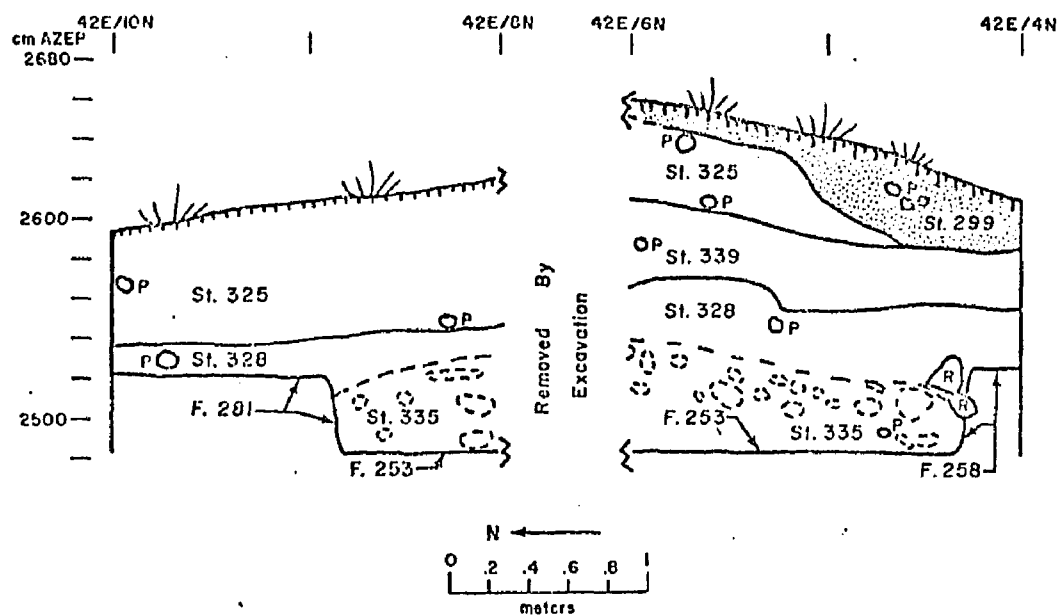 42E/10N 42E/8N 42E/6N 42E/4N
cm AZEP
2680
P
St. 325
P
P
2600
St. 299
P
St. 339
P
St. 325
St. 328
P
P
P
St. 328
Removed By
Excavation
R
R
F. 281
F. 253
P
2500
St. 335
St. 335
F. 253
F. 258
N
0 .2 .4 .6 .8 1
meters